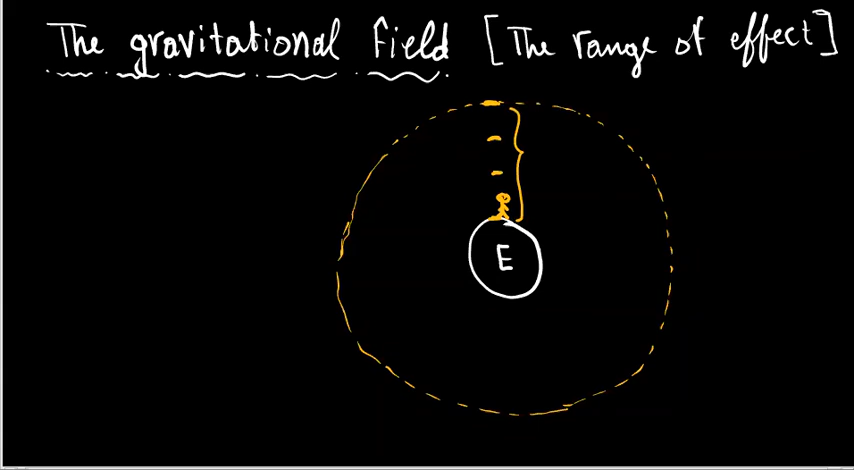 The gravitational field [The range of effect]
E